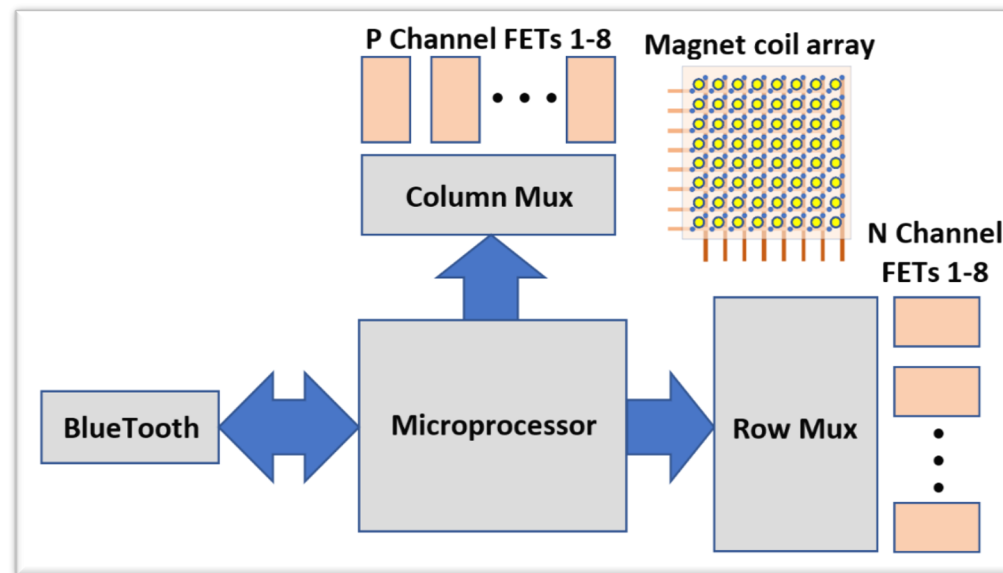 P Channel FETs 1-8
Magnet coil array
Column Mux
N Channel
FETs 1-8
BlueTooth
Microprocessor
Row Mux